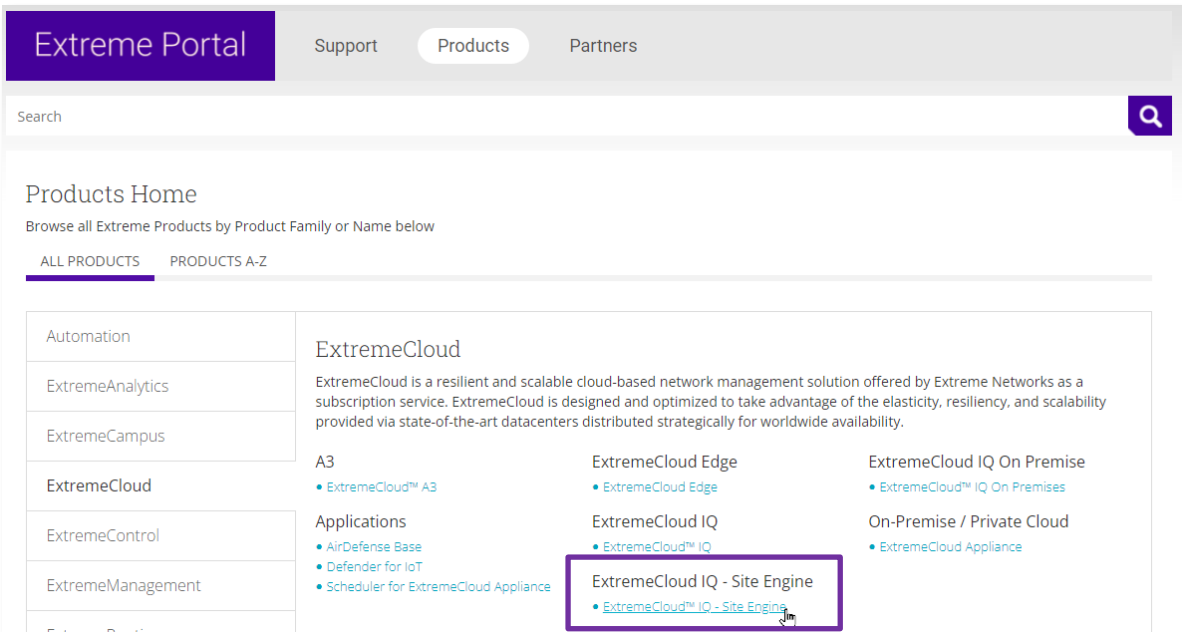 Extreme Portal
Support
Products
Partners
Search
Products Home
Browse all Extreme Products by Product Family or Name below
ALL PRODUCTS
PRODUCTS A-Z
Automation
ExtremeAnalytics
ExtremeCampus
ExtremeCloud
ExtremeControl
ExtremeManagement
ExtremeCloud
ExtremeCloud is a resilient and scalable cloud-based network management solution offered by Extreme Networks as a
subscription service. ExtremeCloud is designed and optimized to take advantage of the elasticity, resiliency, and scalability
provided via state-of-the-art datacenters distributed strategically for worldwide availability.
A3
• ExtremeCloud™ A3
Applications
• AirDefense Base
• Defender for IoT
• Scheduler for ExtremeCloud Appliance
ExtremeCloud Edge
• ExtremeCloud Edge
ExtremeCloud IQ
• ExtremeCloud™ IQ
ExtremeCloud IQ - Site Engine
• ExtremeCloud™ IQ - Site Engine
ExtremeCloud IQ On Premise
• ExtremeCloud™ IQ On Premises
On-Premise / Private Cloud
• ExtremeCloud Appliance